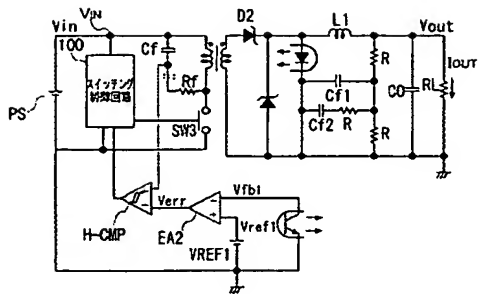 Vin
VIN
100
スイッチング
制御回路
PS
Cf
Rf
SW3
D2
L1
Vout
IOUT
R
Cf1
Cf2
R
R
CO
RL
H-CMP
Verr
EA2
Vfb1
Vref1
VREF1